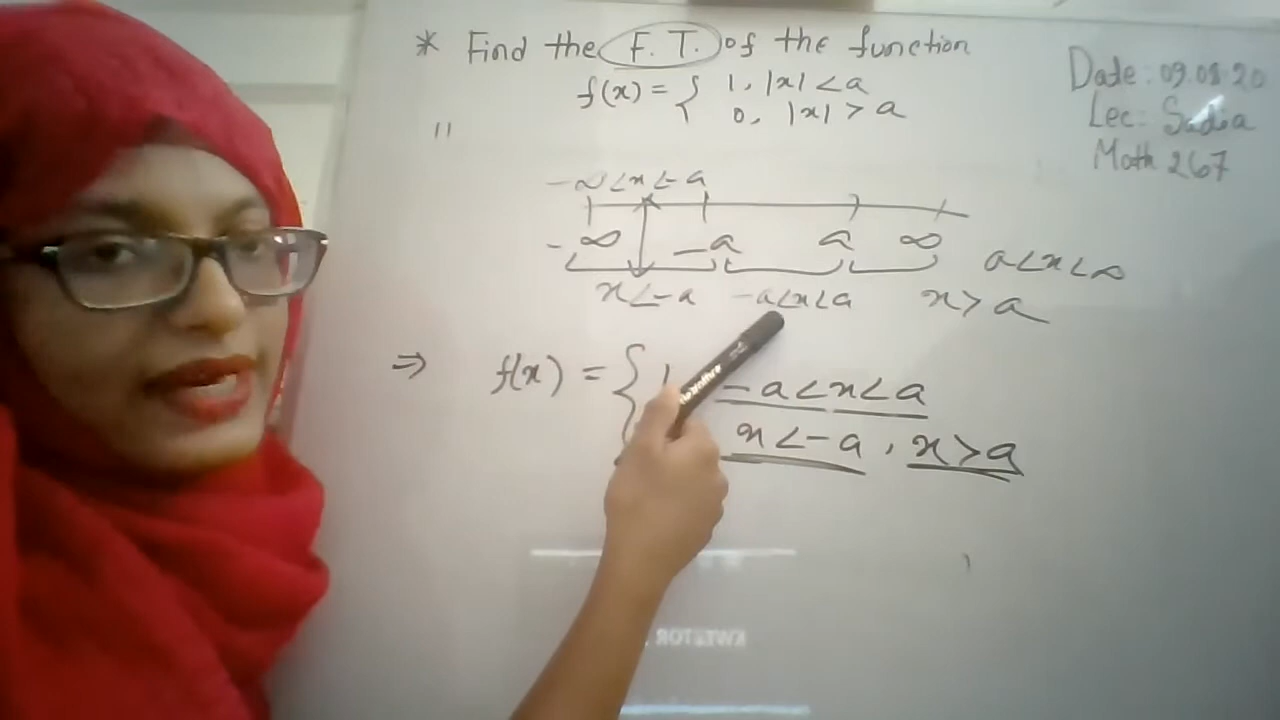 * Find the F. T. of the function
f(x) = { 1, |x| < a
0, |x| > a
Date: 09.08.20
Lec: Sadia
Math 267
-∞<x<-a
-∞ -a a ∞
a<x<∞
x<-a -a<x<a x>a
⇒ f(x) = { 1 -a<x<a
x<-a, x>a